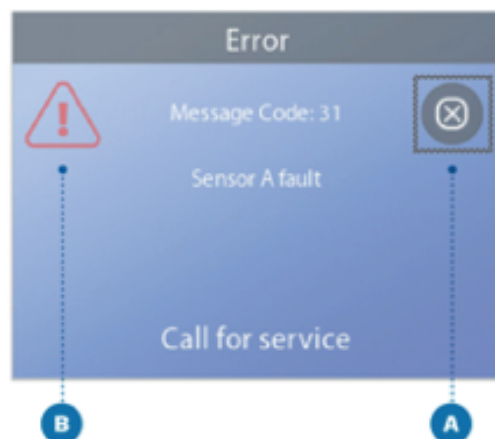 Error
Message Code: 31
Sensor A fault
Call for service
B
A